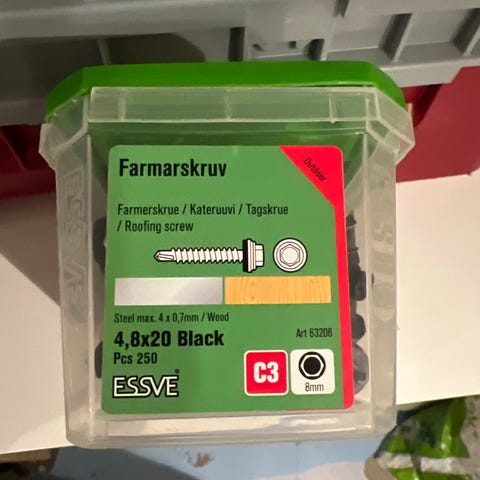 Farmarskruv
Outdoor
Farmerskrue / Kateruuvi / Tagskrue
/ Roofing screw
Steel max. 4 x 0,7mm / Wood
4,8x20 Black
Art 63206
Pcs 250
ESSVE®
C3
8mm
ESSVE